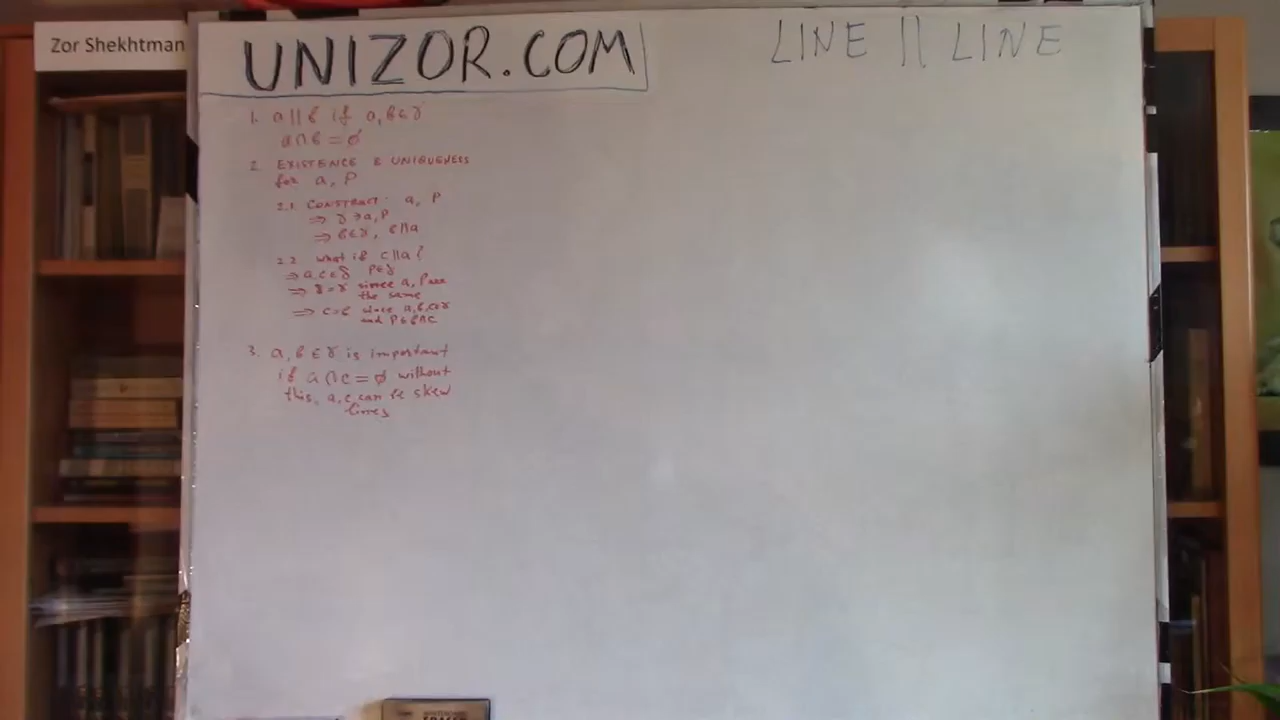 Zor Shekhtman
UNIZOR.COM
LINE || LINE
1. a || b if a, b ∈ γ
a ∩ b = ∅
2. EXISTENCE & UNIQUENESS
for a, P
2.1. CONSTRUCT: a, P
⇒ γ ∋ a, P
⇒ b ∈ γ, b || a
2.2 what if c || a?
⇒ a, c ∈ δ P ∈ δ
⇒ δ = γ since a, P are
the same
⇒ c = b since a, b, c ∈ γ
and P ∈ b ∩ c
3. a, b ∈ γ is important
if a ∩ c = ∅ without
this, a, c can be skew
lines
ERASER